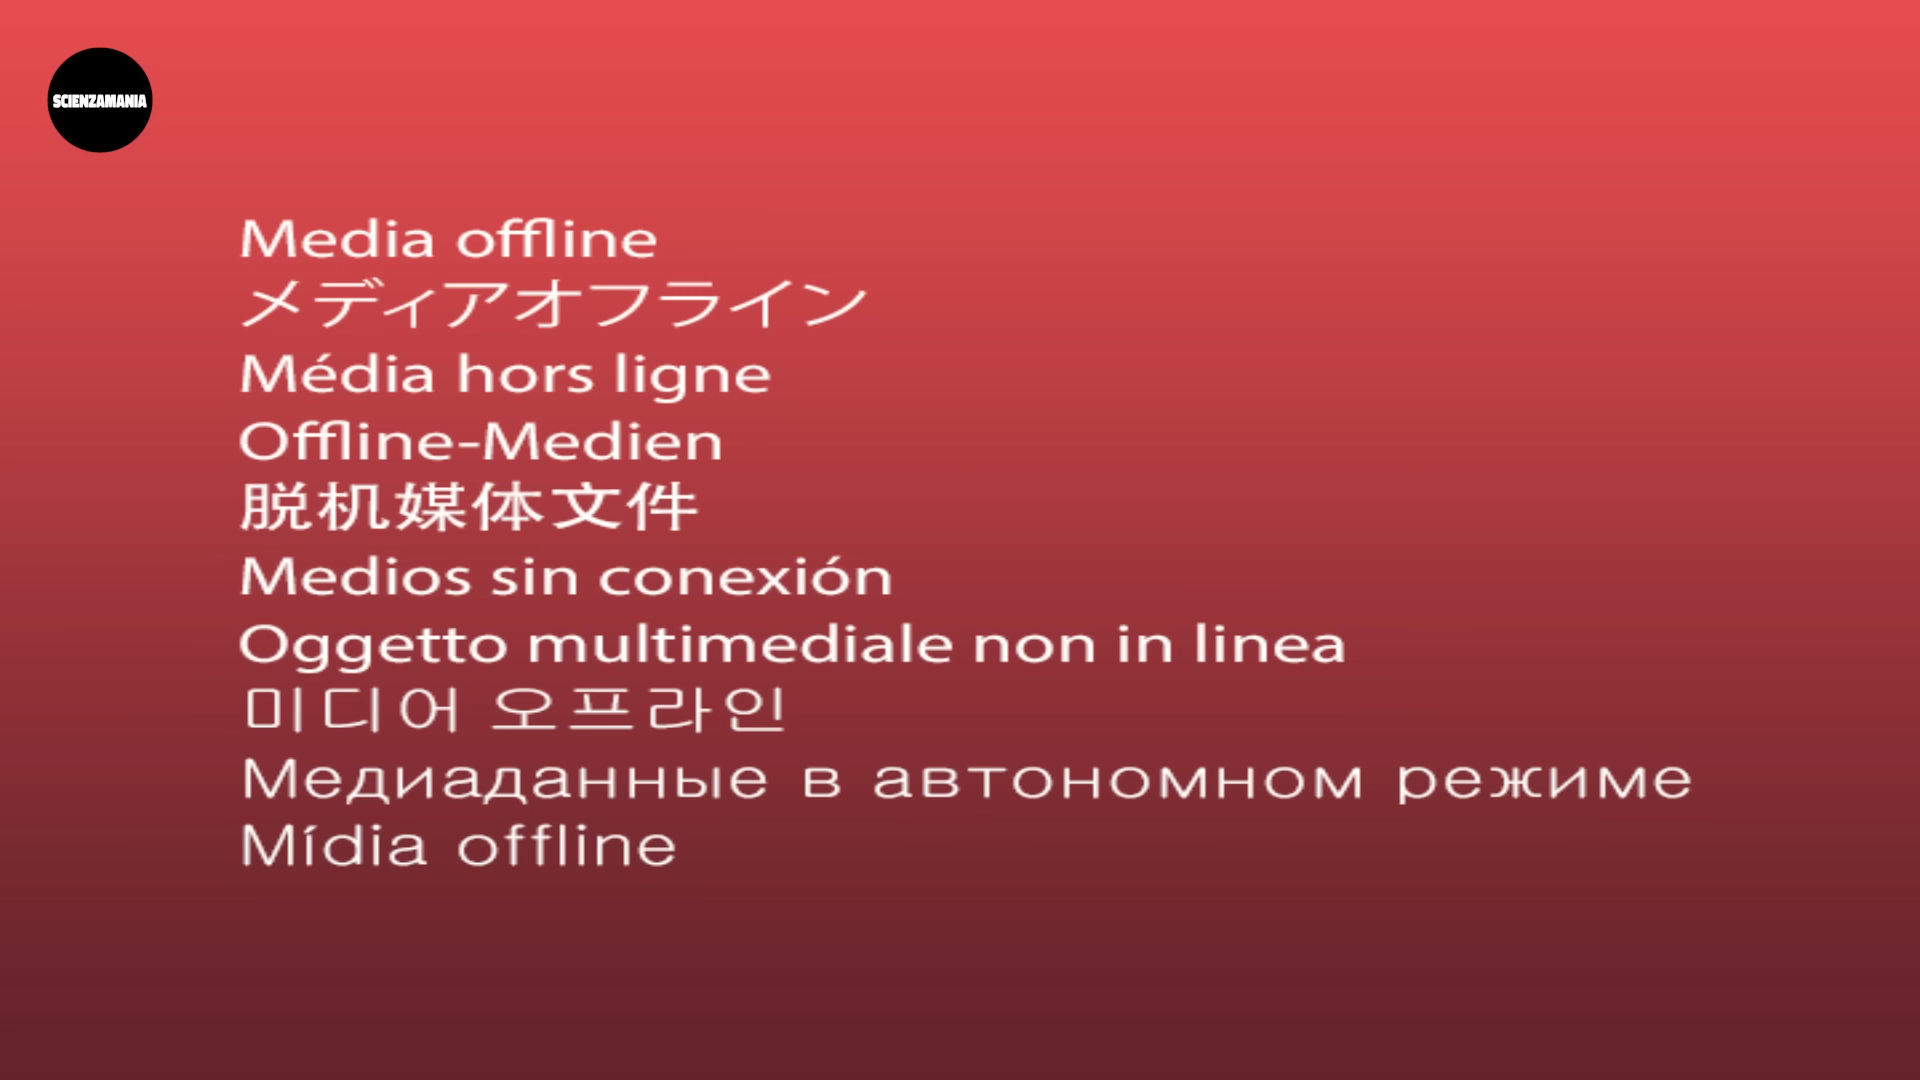 SCIENZAMANIA
Media offline
メディアオフライン
Média hors ligne
Offline-Medien
脱机媒体文件
Medios sin conexión
Oggetto multimediale non in linea
미디어 오프라인
Медиаданные в автономном режиме
Mídia offline